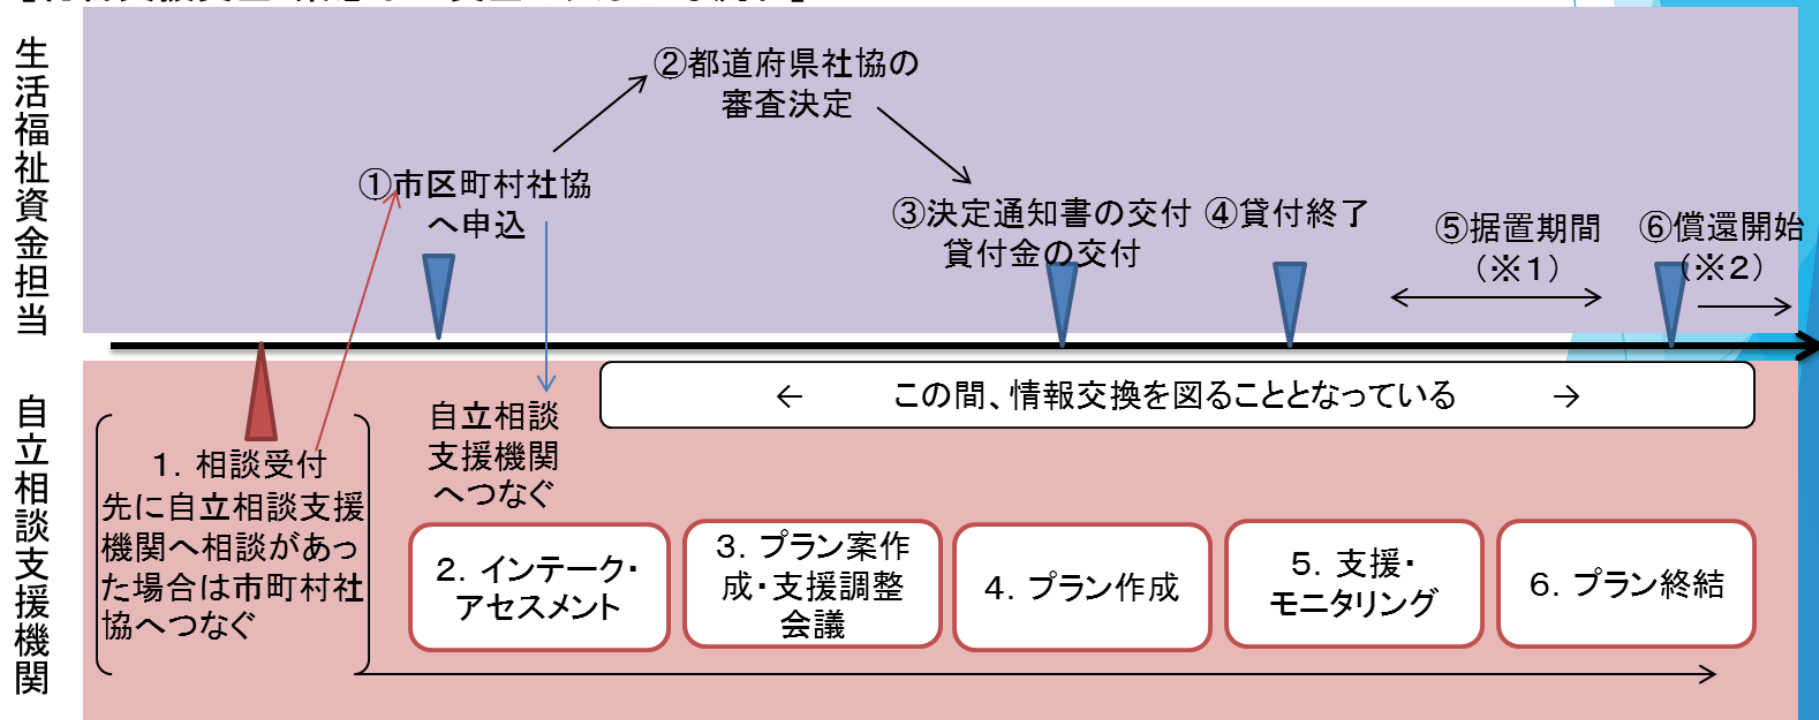 生活福祉資金担当
②都道府県社協の
審査決定
①市区町村社協
へ申込
③決定通知書の交付
貸付金の交付
④貸付終了
⑤据置期間
(※1)
⑥償還開始
(※2)
自立相談支援機関
← この間、情報交換を図ることとなっている →
自立相談
支援機関
へつなぐ
1. 相談受付
先に自立相談支援
機関へ相談があっ
た場合は市町村社
協へつなぐ
2. インテーク・
アセスメント
3. プラン案作
成・支援調整
会議
4. プラン作成
5. 支援・
モニタリング
6. プラン終結